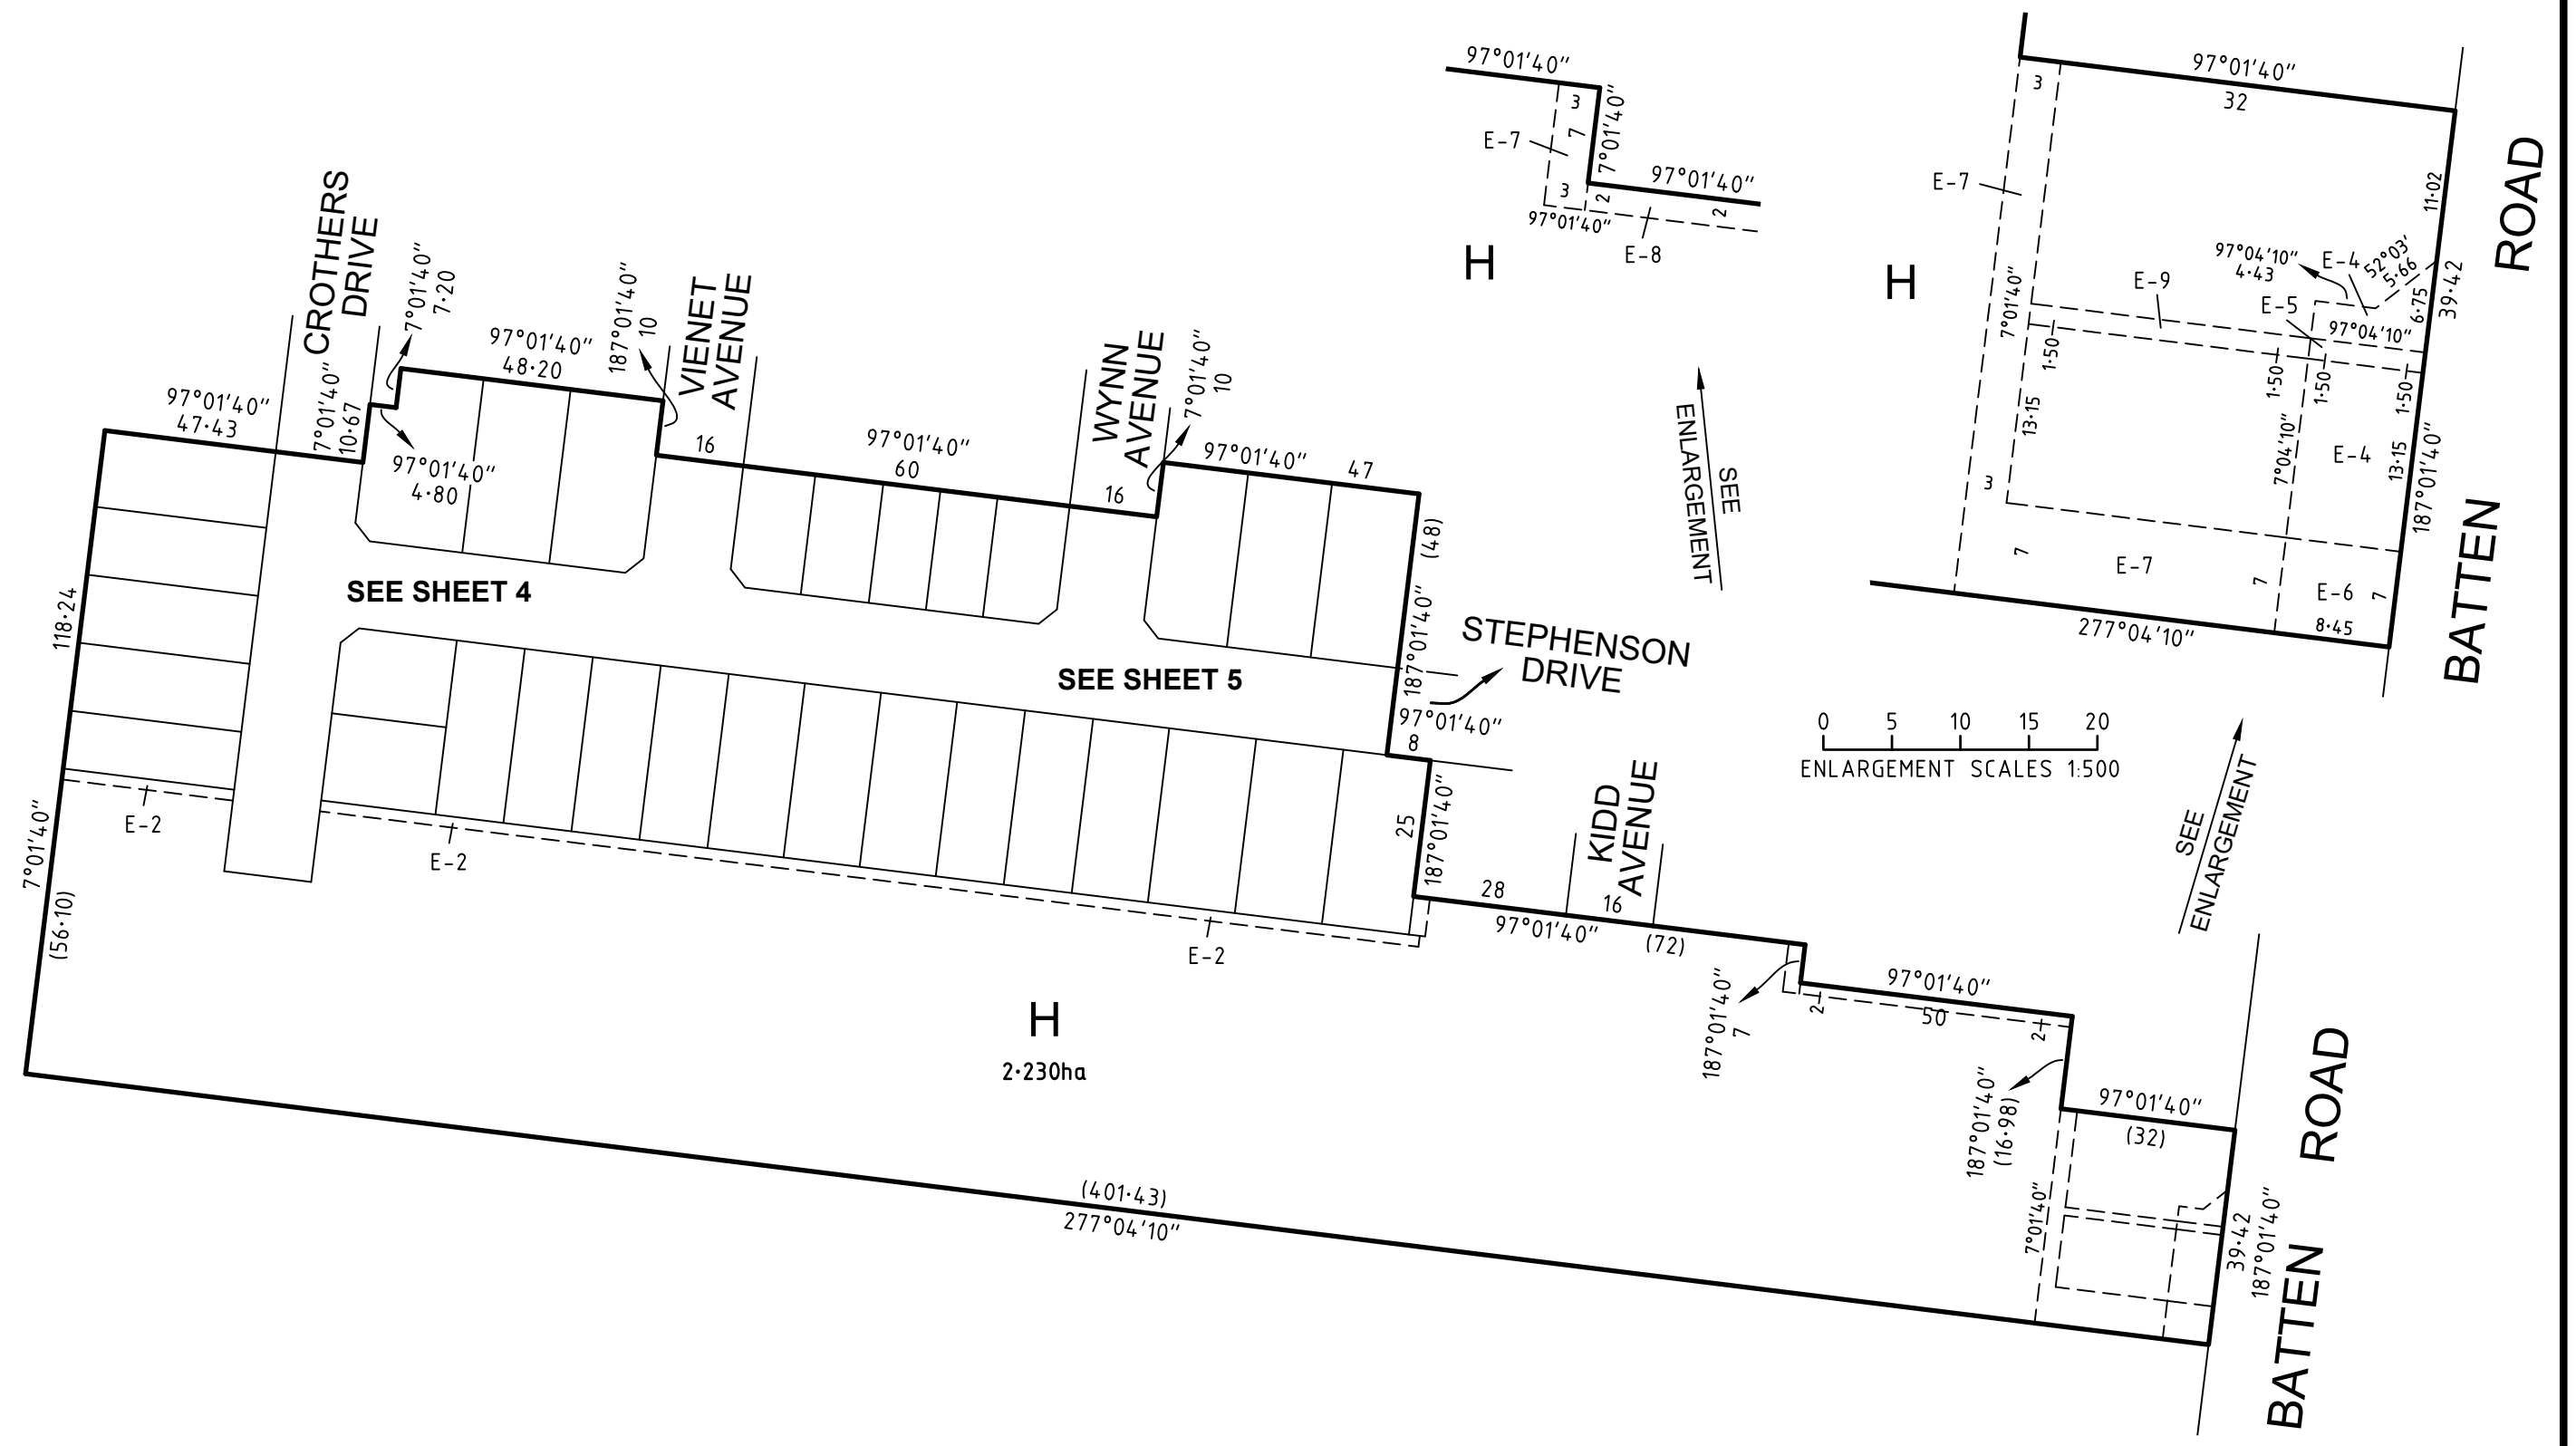 97°01'40"
3
7
7°01'40"
E-7
3
2
97°01'40"
2
97°01'40"
E-8
H
97°01'40"
32
3
E-7
11·02
ROAD
H
97°04'10"
4·43
E-4
52°03'
5·66
E-9
E-5
6·75
39·42
97°04'10"
7°01'40"
1·50
1·50
1·50
1·50
13·15
7°04'10"
E-4
13·15
187°01'40"
3
7
E-7
7
E-6
7
8·45
277°04'10"
BATTEN
CROTHERS
DRIVE
7°01'40"
7·20
97°01'40"
48·20
187°01'40"
10
VIENET
AVENUE
97°01'40"
47·43
7°01'40"
10·67
97°01'40"
4·80
16
97°01'40"
60
WYNN
AVENUE
7°01'40"
10
16
97°01'40"
47
(48)
187°01'40"
SEE
ENLARGEMENT
118·24
SEE SHEET 4
SEE SHEET 5
STEPHENSON
DRIVE
97°01'40"
8
0 5 10 15 20
ENLARGEMENT SCALES 1:500
7°01'40"
(56·10)
E-2
E-2
E-2
25
187°01'40"
KIDD
AVENUE
28
16
97°01'40"
(72)
SEE
ENLARGEMENT
187°01'40"
7
2
97°01'40"
50
2
H
2·230ha
187°01'40"
(16·98)
97°01'40"
(32)
ROAD
7°01'40"
39·42
187°01'40"
BATTEN
(401·43)
277°04'10"